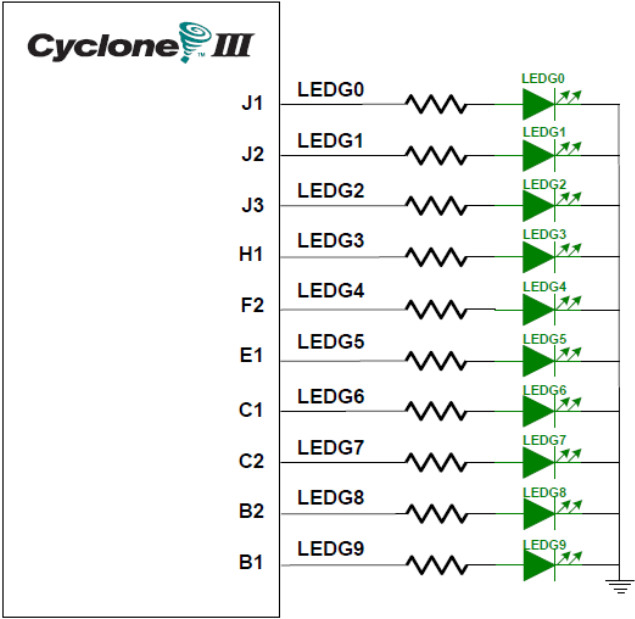 Cyclone III
LEDG0
J1 LEDG0
LEDG1
J2 LEDG1
LEDG2
J3 LEDG2
LEDG3
H1 LEDG3
LEDG4
F2 LEDG4
LEDG5
E1 LEDG5
LEDG6
C1 LEDG6
LEDG7
C2 LEDG7
LEDG8
B2 LEDG8
LEDG9
B1 LEDG9